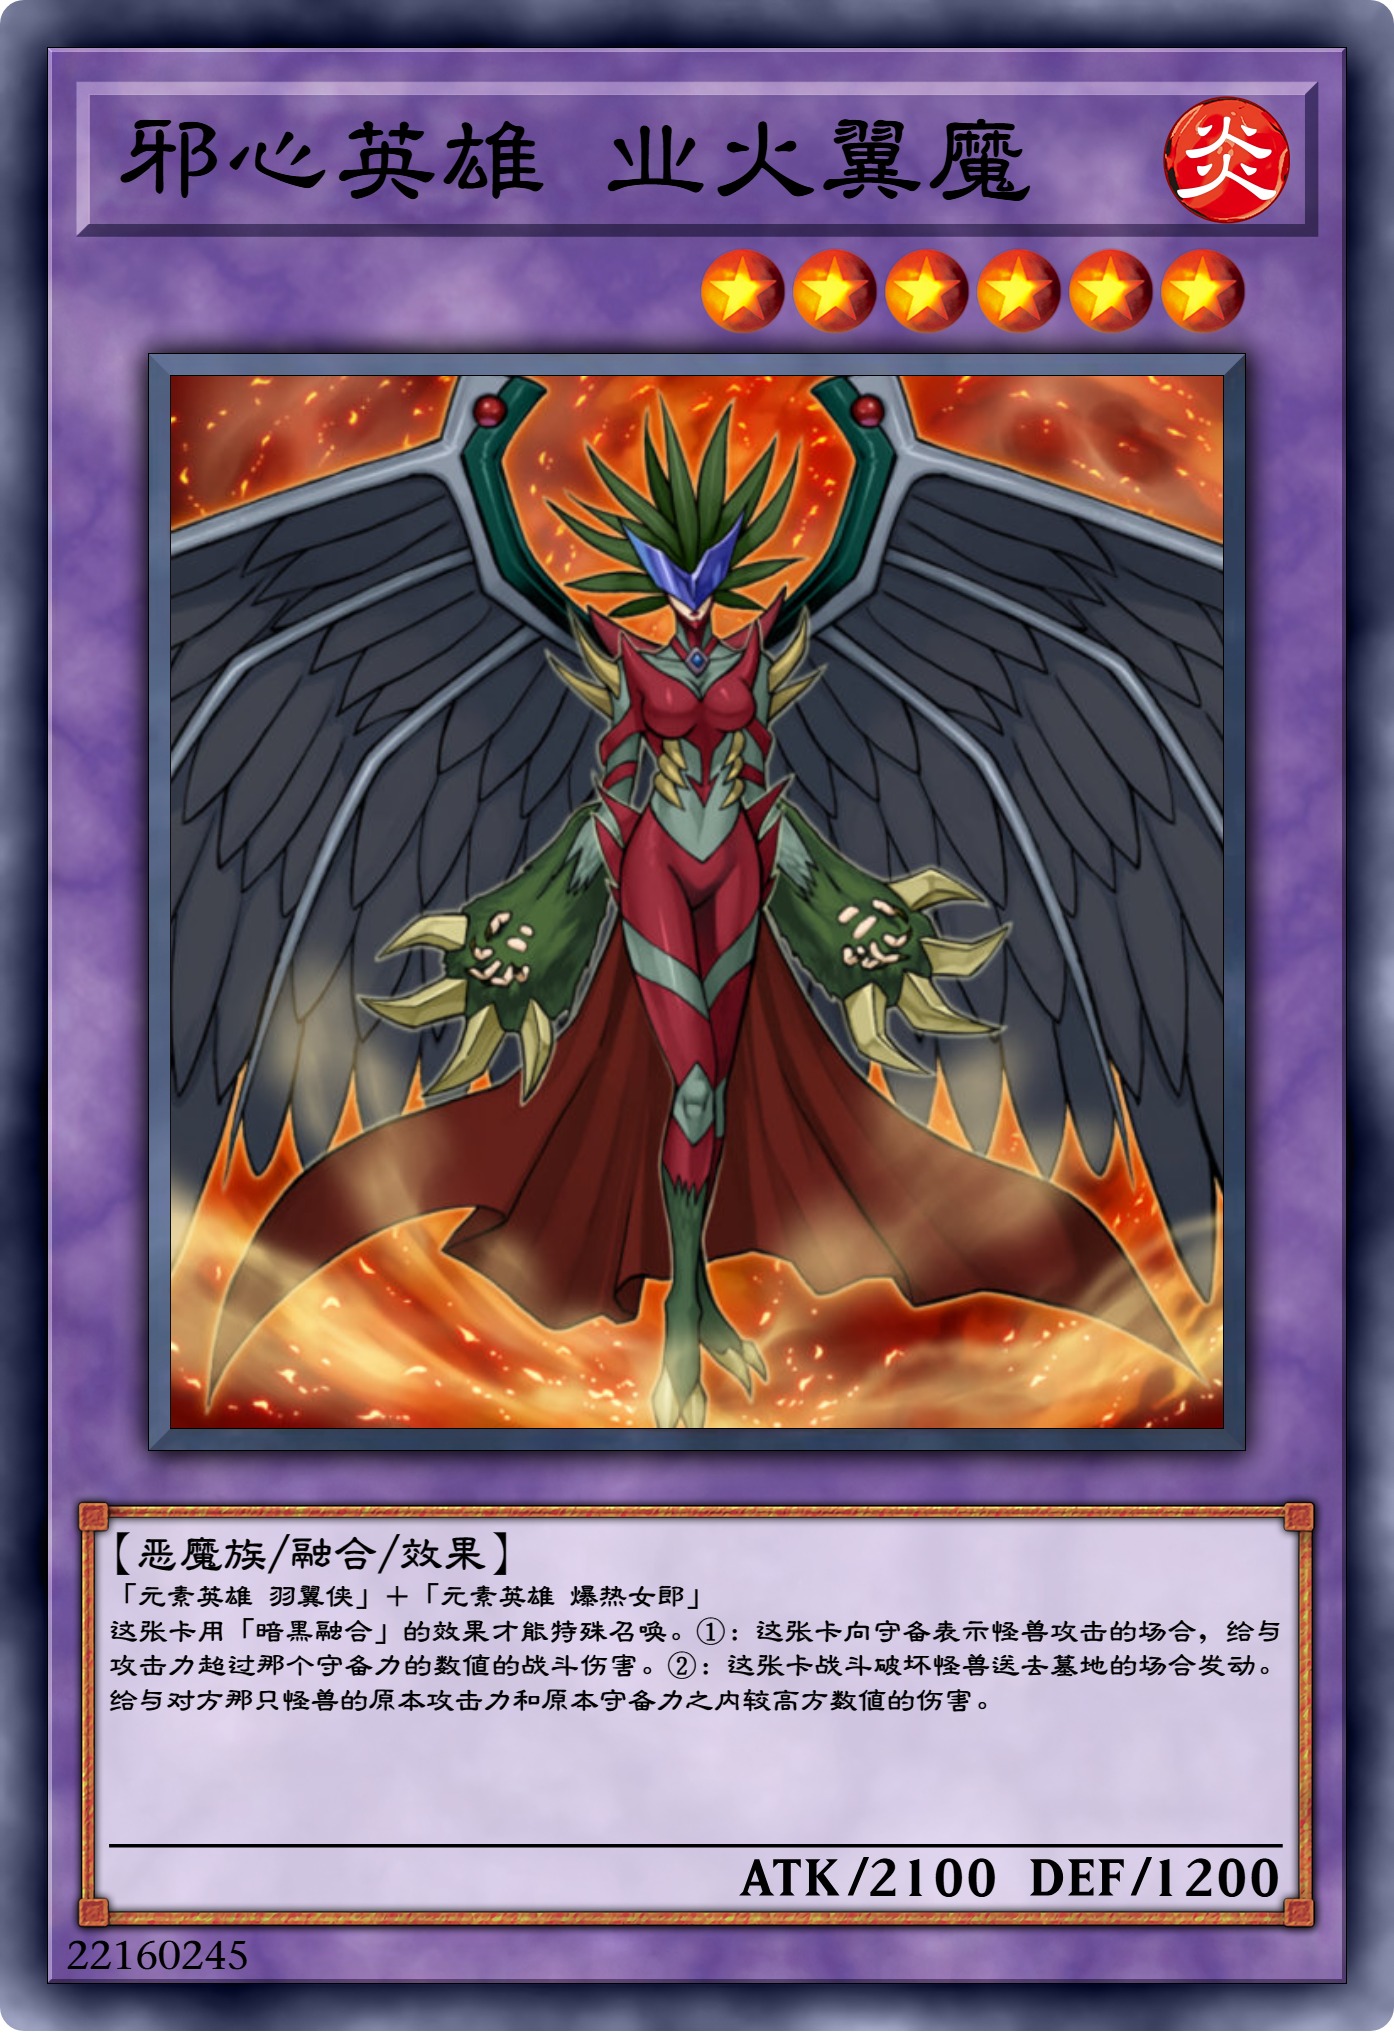 邪心英雄 业火翼魔
炎
【恶魔族/融合/效果】
「元素英雄 羽翼侠」＋「元素英雄 爆热女郎」
这张卡用「暗黑融合」的效果才能特殊召唤。①：这张卡向守备表示怪兽攻击的场合，给与
攻击力超过那个守备力的数值的战斗伤害。②：这张卡战斗破坏怪兽送去墓地的场合发动。
给与对方那只怪兽的原本攻击力和原本守备力之内较高方数值的伤害。
ATK/2100 DEF/1200
22160245